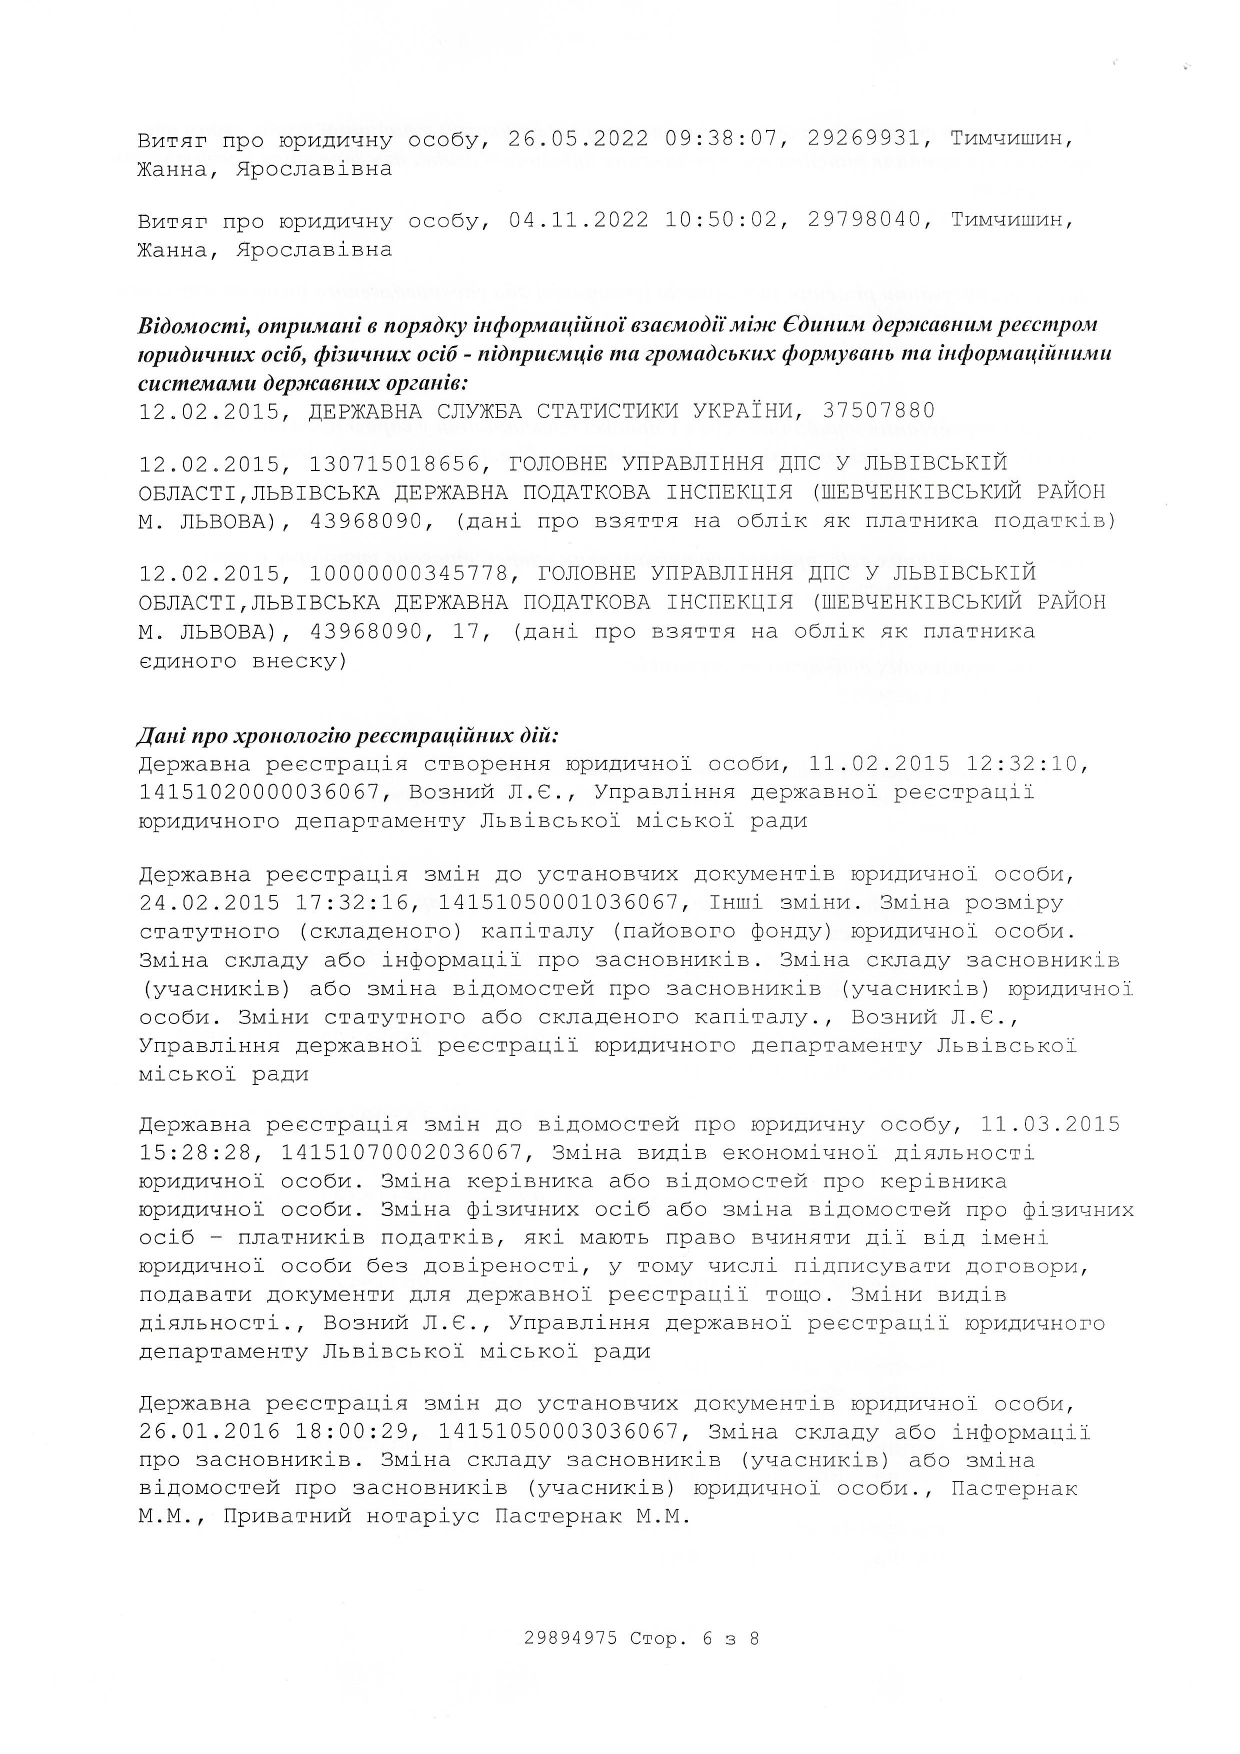 Витяг про юридичну особу, 26.05.2022 09:38:07, 29269931, Тимчишин,
Жанна, Ярославівна
Витяг про юридичну особу, 04.11.2022 10:50:02, 29798040, Тимчишин,
Жанна, Ярославівна
Відомості, отримані в порядку інформаційної взаємодії між Єдиним державним реєстром
юридичних осіб, фізичних осіб - підприємців та громадських формувань та інформаційними
системами державних органів:
12.02.2015, ДЕРЖАВНА СЛУЖБА СТАТИСТИКИ УКРАЇНИ, 37507880
12.02.2015, 130715018656, ГОЛОВНЕ УПРАВЛІННЯ ДПС У ЛЬВІВСЬКІЙ
ОБЛАСТІ,ЛЬВІВСЬКА ДЕРЖАВНА ПОДАТКОВА ІНСПЕКЦІЯ (ШЕВЧЕНКІВСЬКИЙ РАЙОН
М. ЛЬВОВА), 43968090, (дані про взяття на облік як платника податків)
12.02.2015, 10000000345778, ГОЛОВНЕ УПРАВЛІННЯ ДПС У ЛЬВІВСЬКІЙ
ОБЛАСТІ,ЛЬВІВСЬКА ДЕРЖАВНА ПОДАТКОВА ІНСПЕКЦІЯ (ШЕВЧЕНКІВСЬКИЙ РАЙОН
М. ЛЬВОВА), 43968090, 17, (дані про взяття на облік як платника
єдиного внеску)
Дані про хронологію реєстраційних дій:
Державна реєстрація створення юридичної особи, 11.02.2015 12:32:10,
14151020000036067, Возний Л.Є., Управління державної реєстрації
юридичного департаменту Львівської міської ради
Державна реєстрація змін до установчих документів юридичної особи,
24.02.2015 17:32:16, 14151050001036067, Інші зміни. Зміна розміру
статутного (складеного) капіталу (пайового фонду) юридичної особи.
Зміна складу або інформації про засновників. Зміна складу засновників
(учасників) або зміна відомостей про засновників (учасників) юридичної
особи. Зміни статутного або складеного капіталу., Возний Л.Є.,
Управління державної реєстрації юридичного департаменту Львівської
міської ради
Державна реєстрація змін до відомостей про юридичну особу, 11.03.2015
15:28:28, 14151070002036067, Зміна видів економічної діяльності
юридичної особи. Зміна керівника або відомостей про керівника
юридичної особи. Зміна фізичних осіб або зміна відомостей про фізичних
осіб – платників податків, які мають право вчиняти дії від імені
юридичної особи без довіреності, у тому числі підписувати договори,
подавати документи для державної реєстрації тощо. Зміни видів
діяльності., Возний Л.Є., Управління державної реєстрації юридичного
департаменту Львівської міської ради
Державна реєстрація змін до установчих документів юридичної особи,
26.01.2016 18:00:29, 14151050003036067, Зміна складу або інформації
про засновників. Зміна складу засновників (учасників) або зміна
відомостей про засновників (учасників) юридичної особи., Пастернак
М.М., Приватний нотаріус Пастернак М.М.
29894975 Стор. 6 з 8